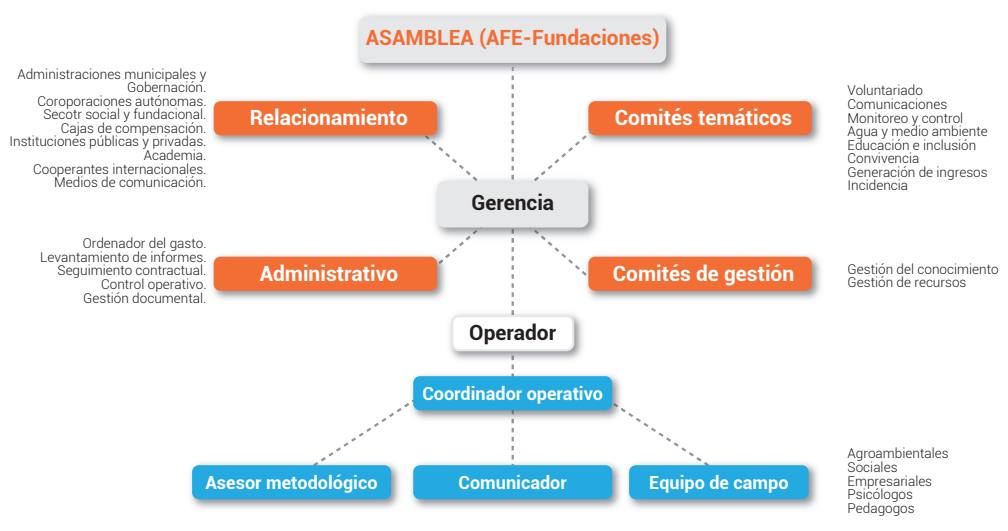 ASAMBLEA (AFE-Fundaciones)
Administraciones municipales y
Gobernación.
Coroporaciones autónomas.
Secotr social y fundacional.
Cajas de compensación.
Instituciones públicas y privadas.
Academia.
Cooperantes internacionales.
Medios de comunicación.
Relacionamiento
Comités temáticos
Voluntariado
Comunicaciones
Monitoreo y control
Agua y medio ambiente
Educación e inclusión
Convivencia
Generación de ingresos
Incidencia
Gerencia
Ordenador del gasto.
Levantamiento de informes.
Seguimiento contractual.
Control operativo.
Gestión documental.
Administrativo
Comités de gestión
Gestión del conocimiento
Gestión de recursos
Operador
Coordinador operativo
Asesor metodológico
Comunicador
Equipo de campo
Agroambientales
Sociales
Empresariales
Psicólogos
Pedagogos